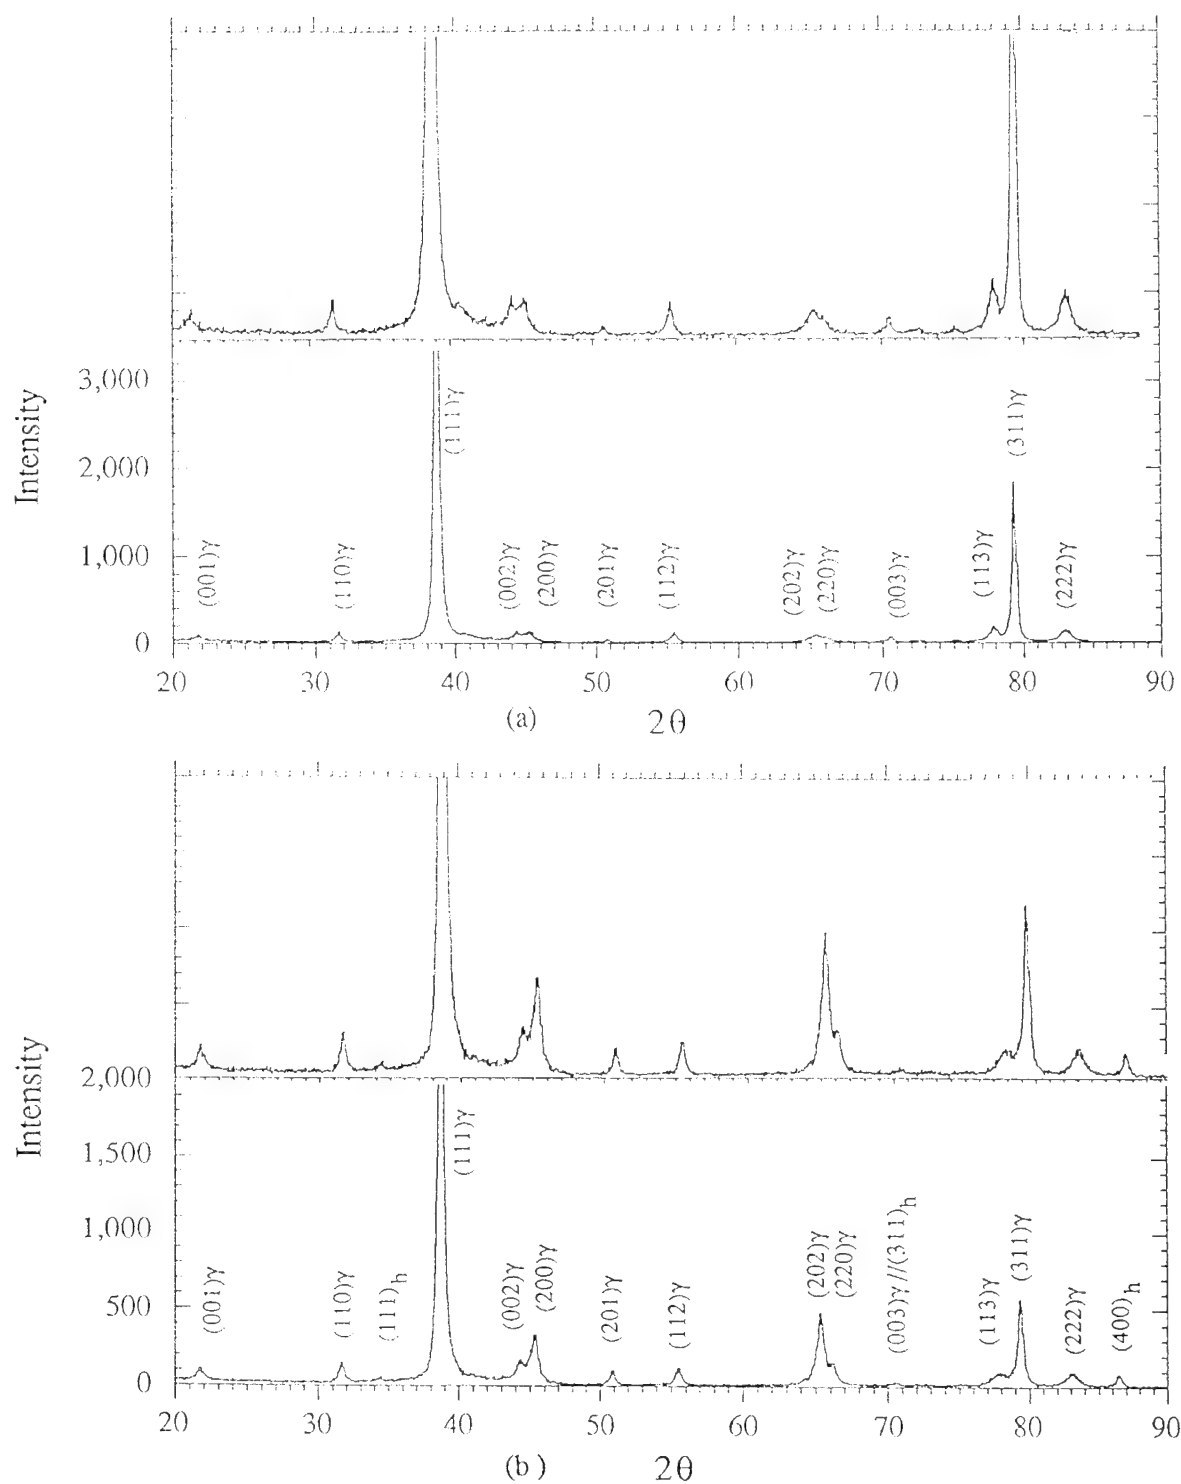 Intensity
3,000
2,000
1,000
0
(001)γ
(110)γ
(111)γ
(002)γ
(200)γ
(201)γ
(112)γ
(202)γ
(220)γ
(003)γ
(113)γ
(311)γ
(222)γ
20 30 40 50 60 70 80 90
(a) 2θ
Intensity
2,000
1,500
1,000
500
0
(001)γ
(110)γ
(111)h
(111)γ
(002)γ
(200)γ
(201)γ
(112)γ
(202)γ
(220)γ
(003)γ//(311)h
(113)γ
(311)γ
(222)γ
(400)h
20 30 40 50 60 70 80 90
(b) 2θ